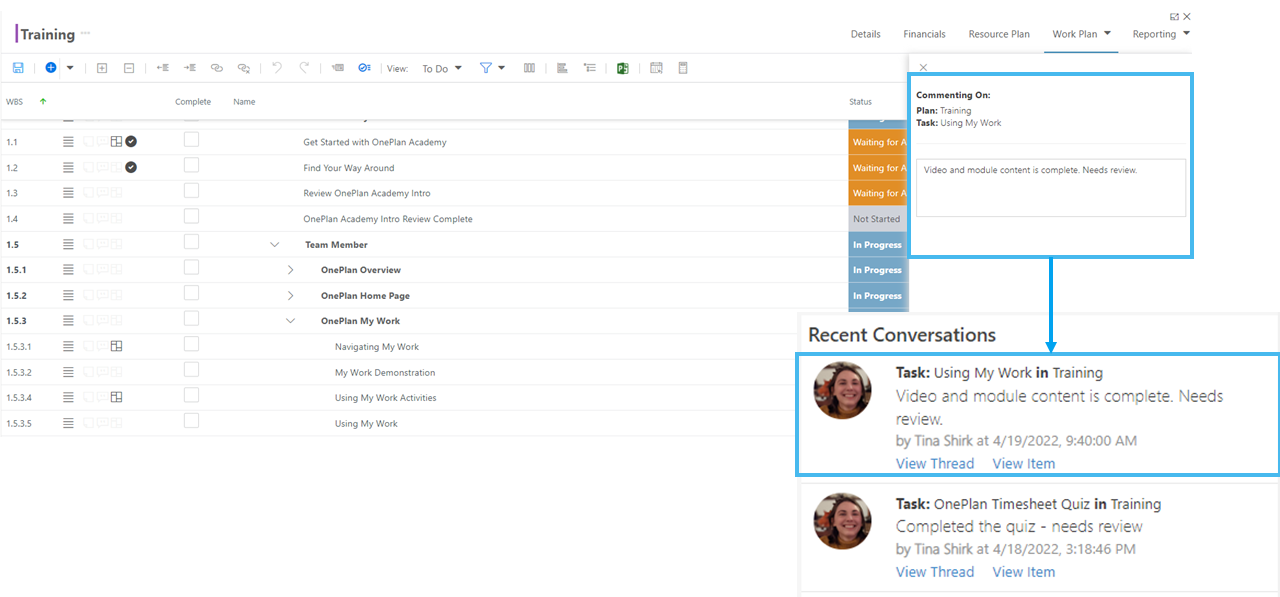 Training ...
Details Financials Resource Plan Work Plan Reporting
View: To Do
WBS Complete Name Status
1.1 Get Started with OnePlan Academy Waiting for A
1.2 Find Your Way Around Waiting for A
1.3 Review OnePlan Academy Intro Waiting for A
1.4 OnePlan Academy Intro Review Complete Not Started
1.5 Team Member In Progress
1.5.1 OnePlan Overview In Progress
1.5.2 OnePlan Home Page In Progress
1.5.3 OnePlan My Work
1.5.3.1 Navigating My Work
1.5.3.2 My Work Demonstration
1.5.3.4 Using My Work Activities
1.5.3.5 Using My Work
Commenting On:
Plan: Training
Task: Using My Work
Video and module content is complete. Needs review.
Recent Conversations
Task: Using My Work in Training
Video and module content is complete. Needs
review.
by Tina Shirk at 4/19/2022, 9:40:00 AM
View Thread View Item
Task: OnePlan Timesheet Quiz in Training
Completed the quiz - needs review
by Tina Shirk at 4/18/2022, 3:18:46 PM
View Thread View Item